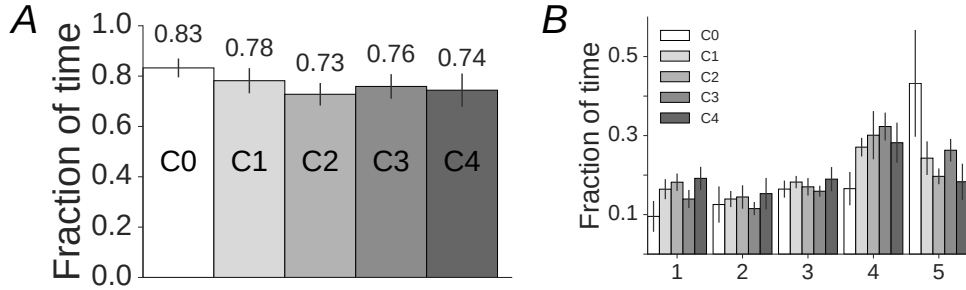 A
Fraction of time
1.0
0.8
0.6
0.4
0.2
0.0
0.83
0.78
0.73
0.76
0.74
C0
C1
C2
C3
C4
B
Fraction of time
0.5
0.3
0.1
C0
C1
C2
C3
C4
1 2 3 4 5